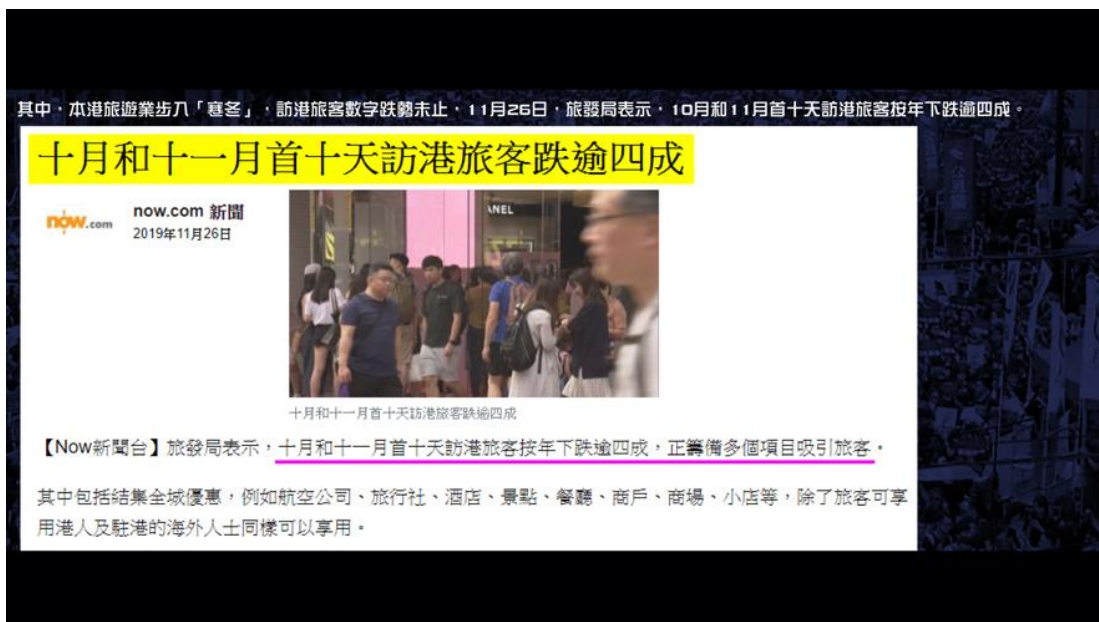 其中，本港旅遊業步入「寒冬」，訪港旅客數字跌勢未止，11月26日，旅發局表示，10月和11月首十天訪港旅客按年下跌逾四成。
十月和十一月首十天訪港旅客跌逾四成
now.com
now.com 新聞
2019年11月26日
ANEL
十月和十一月首十天訪港旅客跌逾四成
【Now新聞台】旅發局表示，十月和十一月首十天訪港旅客按年下跌逾四成，正籌備多個項目吸引旅客。
其中包括結集全城優惠，例如航空公司、旅行社、酒店、景點、餐廳、商戶、商場、小店等，除了旅客可享
用港人及駐港的海外人士同樣可以享用。